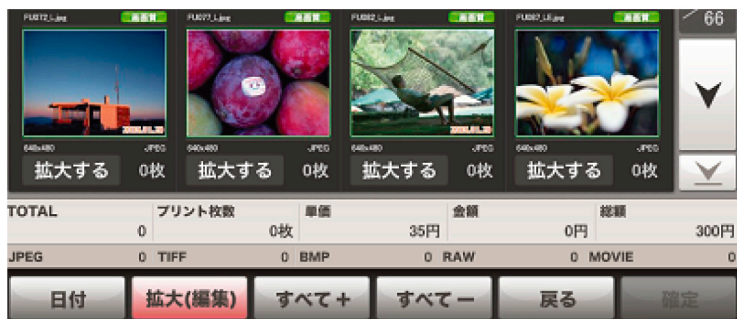 FU072_L.jpg 高画質 FU077_L.jpg 高画質 FU082_L.jpg 高画質 FU087_LE.jpg 高画質 / 66
640x480 JPEG 640x480 JPEG 640x480 JPEG 640x480 JPEG
拡大する 0枚 拡大する 0枚 拡大する 0枚 拡大する 0枚
TOTAL プリント枚数 単価 金額 総額
0 0枚 35円 0円 300円
JPEG 0 TIFF 0 BMP 0 RAW 0 MOVIE 0
日付 拡大(編集) すべて+ すべて− 戻る 確定